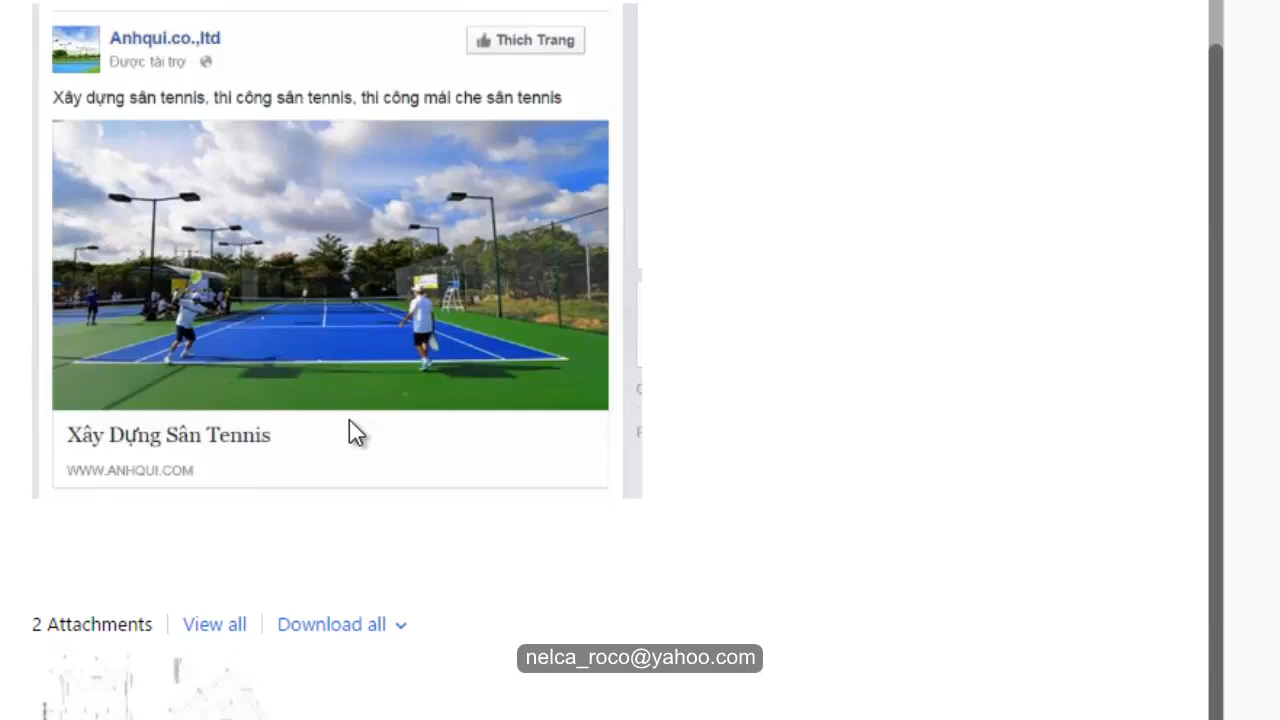 Anhqui.co.,ltd
Thích Trang
Được tài trợ
Xây dựng sân tennis, thi công sân tennis, thi công mái che sân tennis
Xây Dựng Sân Tennis
WWW.ANHQUI.COM
2 Attachments
View all
Download all
nelca_roco@yahoo.com